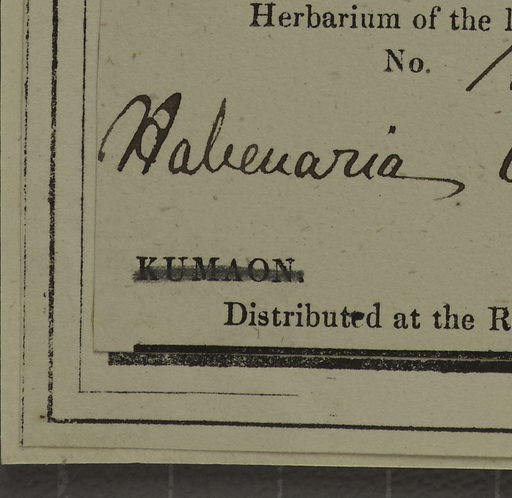 Herbarium of the
No.
Habenaria
KUMAON.
Distributed at the R